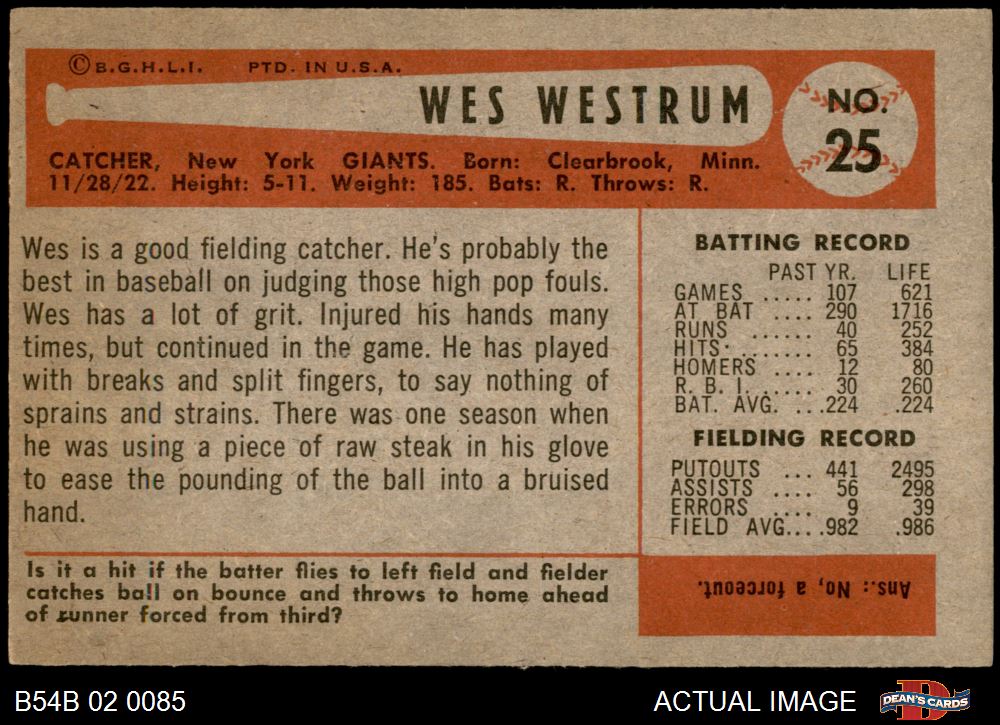 © B.G.H.L.I. PTD. IN U.S.A.
WES WESTRUM
NO.
25
CATCHER, New York GIANTS. Born: Clearbrook, Minn.
11/28/22. Height: 5-11. Weight: 185. Bats: R. Throws: R.
Wes is a good fielding catcher. He's probably the
best in baseball on judging those high pop fouls.
Wes has a lot of grit. Injured his hands many
times, but continued in the game. He has played
with breaks and split fingers, to say nothing of
sprains and strains. There was one season when
he was using a piece of raw steak in his glove
to ease the pounding of the ball into a bruised
hand.
BATTING RECORD
PAST YR. LIFE
GAMES ..... 107 621
AT BAT .... 290 1716
RUNS ...... 40 252
HITS ...... 65 384
HOMERS .... 12 80
R. B. I. ..... 30 260
BAT. AVG. ... .224 .224
FIELDING RECORD
PUTOUTS ... 441 2495
ASSISTS .... 56 298
ERRORS .... 9 39
FIELD AVG.... .982 .986
Is it a hit if the batter flies to left field and fielder
catches ball on bounce and throws to home ahead
of runner forced from third?
Ans.: No, a forceout.
B54B 02 0085
ACTUAL IMAGE
DEAN'S CARDS